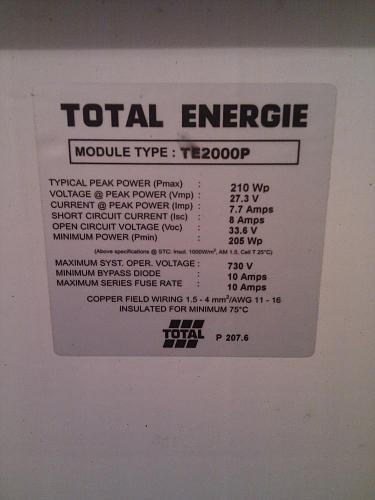 TOTAL ENERGIE
MODULE TYPE : TE2000P
TYPICAL PEAK POWER (Pmax) : 210 Wp
VOLTAGE @ PEAK POWER (Vmp) : 27.3 V
CURRENT @ PEAK POWER (Imp) : 7.7 Amps
SHORT CIRCUIT CURRENT (Isc) : 8 Amps
OPEN CIRCUIT VOLTAGE (Voc) : 33.6 V
MINIMUM POWER (Pmin) : 205 Wp
(Above specifications @ STC: Insol. 1000W/m², AM 1.5, Cell T 25°C)
MAXIMUM SYST. OPER. VOLTAGE : 730 V
MINIMUM BYPASS DIODE : 10 Amps
MAXIMUM SERIES FUSE RATE : 10 Amps
COPPER FIELD WIRING 1.5 - 4 mm²/AWG 11 - 16
INSULATED FOR MINIMUM 75°C
TOTAL P 207.6